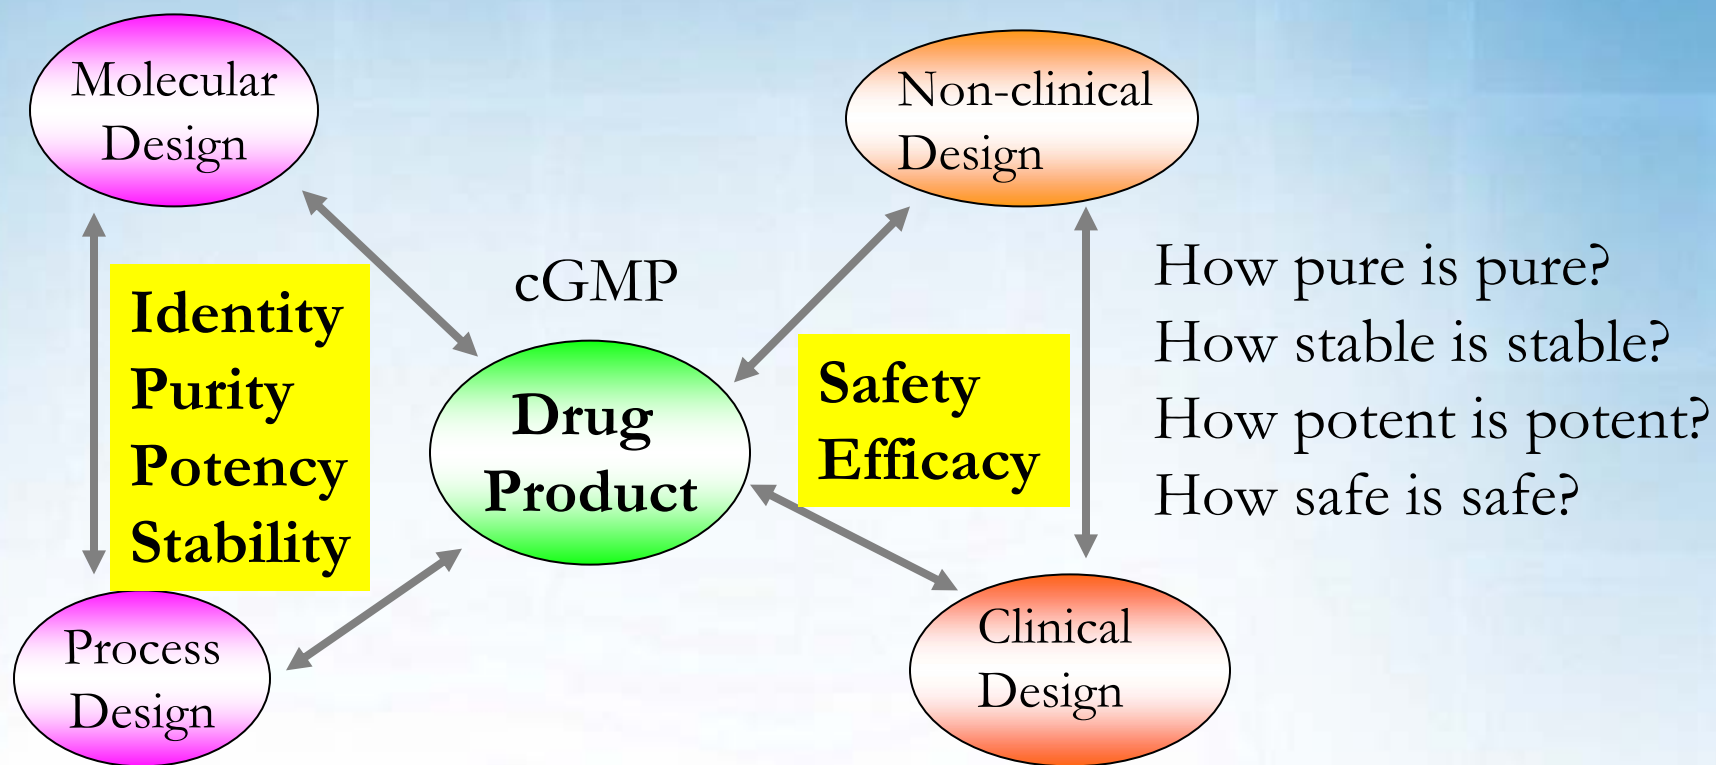 Molecular
Design
Non-clinical
Design
cGMP
Identity
Purity
Potency
Stability
Drug
Product
Safety
Efficacy
How pure is pure?
How stable is stable?
How potent is potent?
How safe is safe?
Process
Design
Clinical
Design